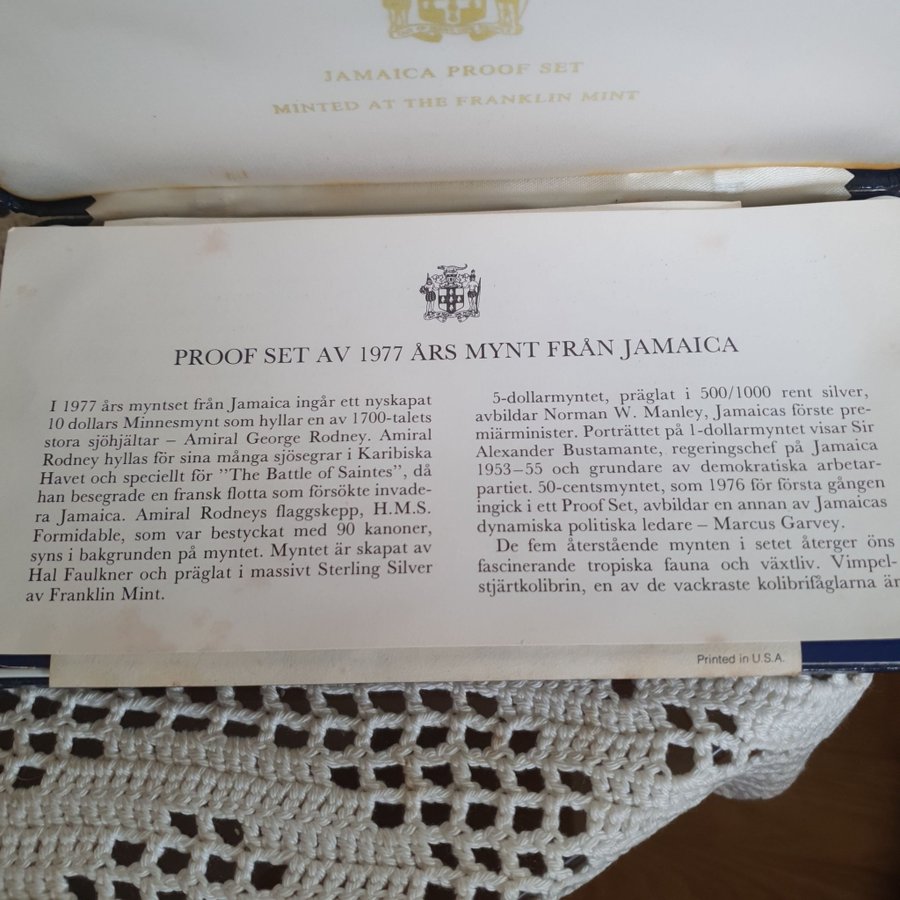 JAMAICA PROOF SET
MINTED AT THE FRANKLIN MINT
PROOF SET AV 1977 ÅRS MYNT FRÅN JAMAICA
I 1977 års myntset från Jamaica ingår ett nyskapat
10 dollars Minnesmynt som hyllar en av 1700-talets
stora sjöhjältar – Amiral George Rodney. Amiral
Rodney hyllas för sina många sjösegrar i Karibiska
Havet och speciellt för "The Battle of Saintes", då
han besegrade en fransk flotta som försökte invade-
ra Jamaica. Amiral Rodneys flaggskepp, H.M.S.
Formidable, som var bestyckat med 90 kanoner,
syns i bakgrunden på myntet. Myntet är skapat av
Hal Faulkner och präglat i massivt Sterling Silver
av Franklin Mint.
5-dollarmyntet, präglat i 500/1000 rent silver,
avbildar Norman W. Manley, Jamaicas förste pre-
miärminister. Porträttet på 1-dollarmyntet visar Sir
Alexander Bustamante, regeringschef på Jamaica
1953–55 och grundare av demokratiska arbetar-
partiet. 50-centsmyntet, som 1976 för första gången
ingick i ett Proof Set, avbildar en annan av Jamaicas
dynamiska politiska ledare – Marcus Garvey.
De fem återstående mynten i setet återger öns
fascinerande tropiska fauna och växtliv. Vimpel-
stjärtkolibrin, en av de vackraste kolibrifåglarna är
Printed in U.S.A.